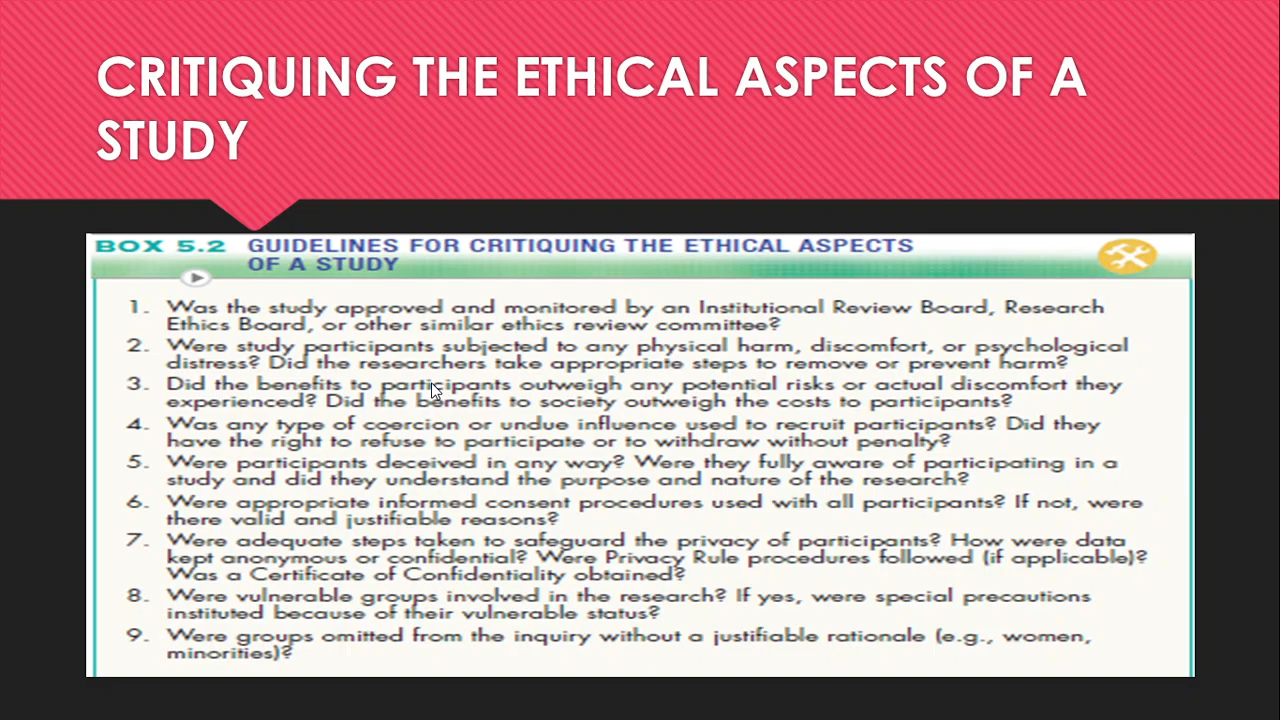 CRITIQUING THE ETHICAL ASPECTS OF A
STUDY
BOX 5.2 GUIDELINES FOR CRITIQUING THE ETHICAL ASPECTS
OF A STUDY
1. Was the study approved and monitored by an Institutional Review Board, Research
Ethics Board, or other similar ethics review committee?
2. Were study participants subjected to any physical harm, discomfort, or psychological
distress? Did the researchers take appropriate steps to remove or prevent harm?
3. Did the benefits to participants outweigh any potential risks or actual discomfort they
experienced? Did the benefits to society outweigh the costs to participants?
4. Was any type of coercion or undue influence used to recruit participants? Did they
have the right to refuse to participate or to withdraw without penalty?
5. Were participants deceived in any way? Were they fully aware of participating in a
study and did they understand the purpose and nature of the research?
6. Were appropriate informed consent procedures used with all participants? If not, were
there valid and justifiable reasons?
7. Were adequate steps taken to safeguard the privacy of participants? How were data
kept anonymous or confidential? Were Privacy Rule procedures followed (if applicable)?
Was a Certificate of Confidentiality obtained?
8. Were vulnerable groups involved in the research? If yes, were special precautions
instituted because of their vulnerable status?
9. Were groups omitted from the inquiry without a justifiable rationale (e.g., women,
minorities)?